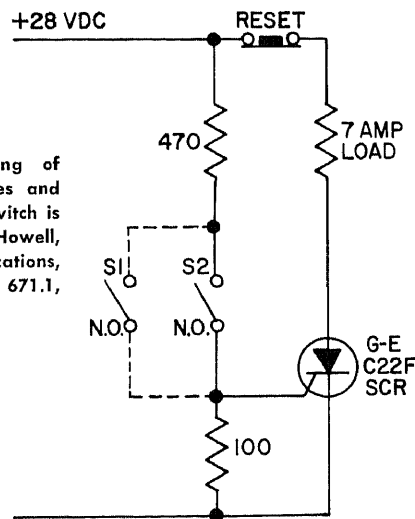 +28 VDC
RESET
470
7 AMP
LOAD
ng of
es and
witch is
Howell,
cations,
671.1,
S1
S2
N.O.
N.O.
G-E
C22F
SCR
100